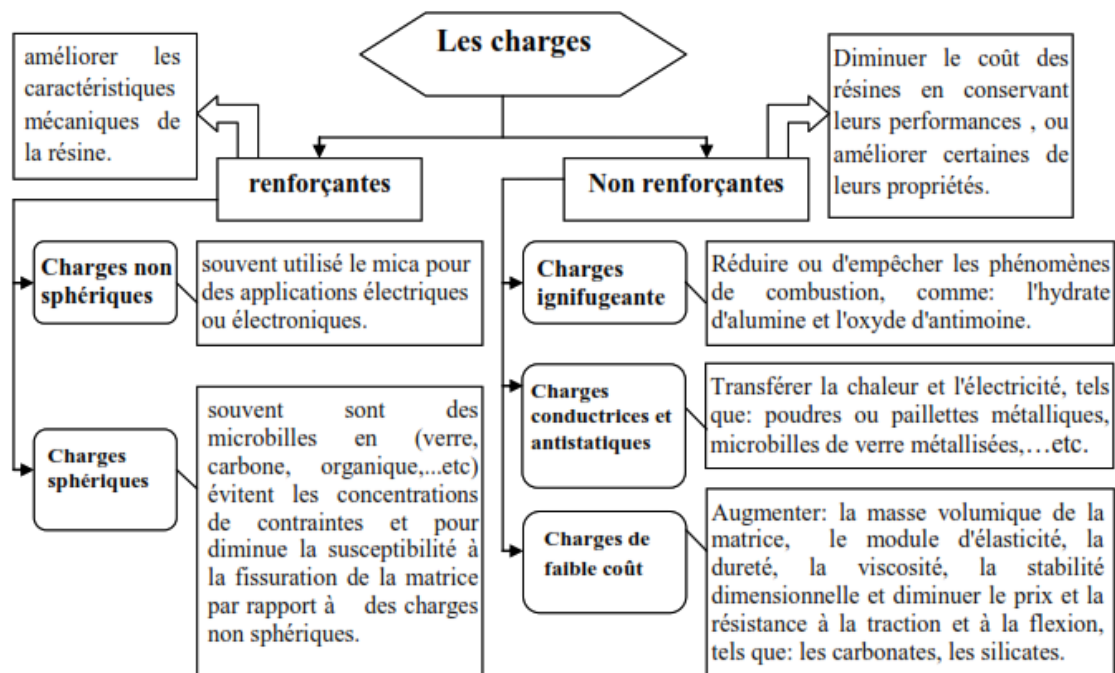 Les charges
améliorer les
caractéristiques
mécaniques de
la résine.
Diminuer le coût des
résines en conservant
leurs performances , ou
améliorer certaines de
leurs propriétés.
renforçantes
Non renforçantes
Charges non
sphériques
souvent utilisé le mica pour
des applications électriques
ou électroniques.
Charges
sphériques
souvent sont des
microbilles en (verre,
carbone, organique,...etc)
évitent les concentrations
de contraintes et pour
diminue la susceptibilité à
la fissuration de la matrice
par rapport à des charges
non sphériques.
Charges
ignifugeante
Réduire ou d'empêcher les phénomènes
de combustion, comme: l'hydrate
d'alumine et l'oxyde d'antimoine.
Charges
conductrices et
antistatiques
Transférer la chaleur et l'électricité, tels
que: poudres ou paillettes métalliques,
microbilles de verre métallisées,…etc.
Charges de
faible coût
Augmenter: la masse volumique de la
matrice, le module d'élasticité, la
dureté, la viscosité, la stabilité
dimensionnelle et diminuer le prix et la
résistance à la traction et à la flexion,
tels que: les carbonates, les silicates.